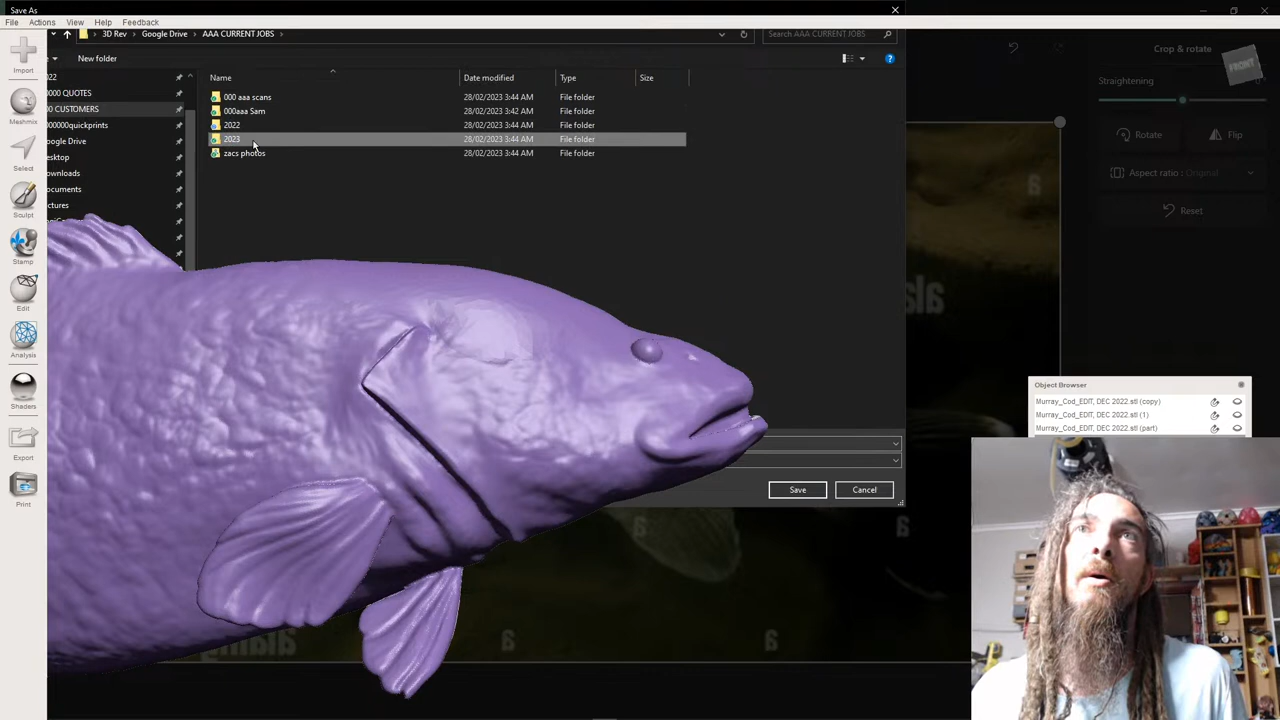 Save As
File Actions View Help Feedback
3D Rev > Google Drive > AAA CURRENT JOBS >
Search AAA CURRENT JOBS
Crop & rotate
FRONT
New folder
Import
Name Date modified Type Size
Straightening
022
0000 QUOTES
000 aaa scans 28/02/2023 3:44 AM File folder
00 CUSTOMERS
000aaa Sam 28/02/2023 3:42 AM File folder
Meshmix
000000quickprints
2022 28/02/2023 3:44 AM File folder
Rotate Flip
oogle Drive
2023 28/02/2023 3:44 AM File folder
esktop
zacs photos 28/02/2023 3:44 AM File folder
Select
ownloads
Aspect ratio : Original
ocuments
a
ctures
Reset
Sculpt
Stamp
Edit
ala
Analysis
Object Browser
Murray_Cod_EDIT, DEC 2022.stl (copy)
Shaders
Murray_Cod_EDIT, DEC 2022.stl (1)
Murray_Cod_EDIT, DEC 2022.stl (part)
Export
Save Cancel
Print
a a
a a
alamy